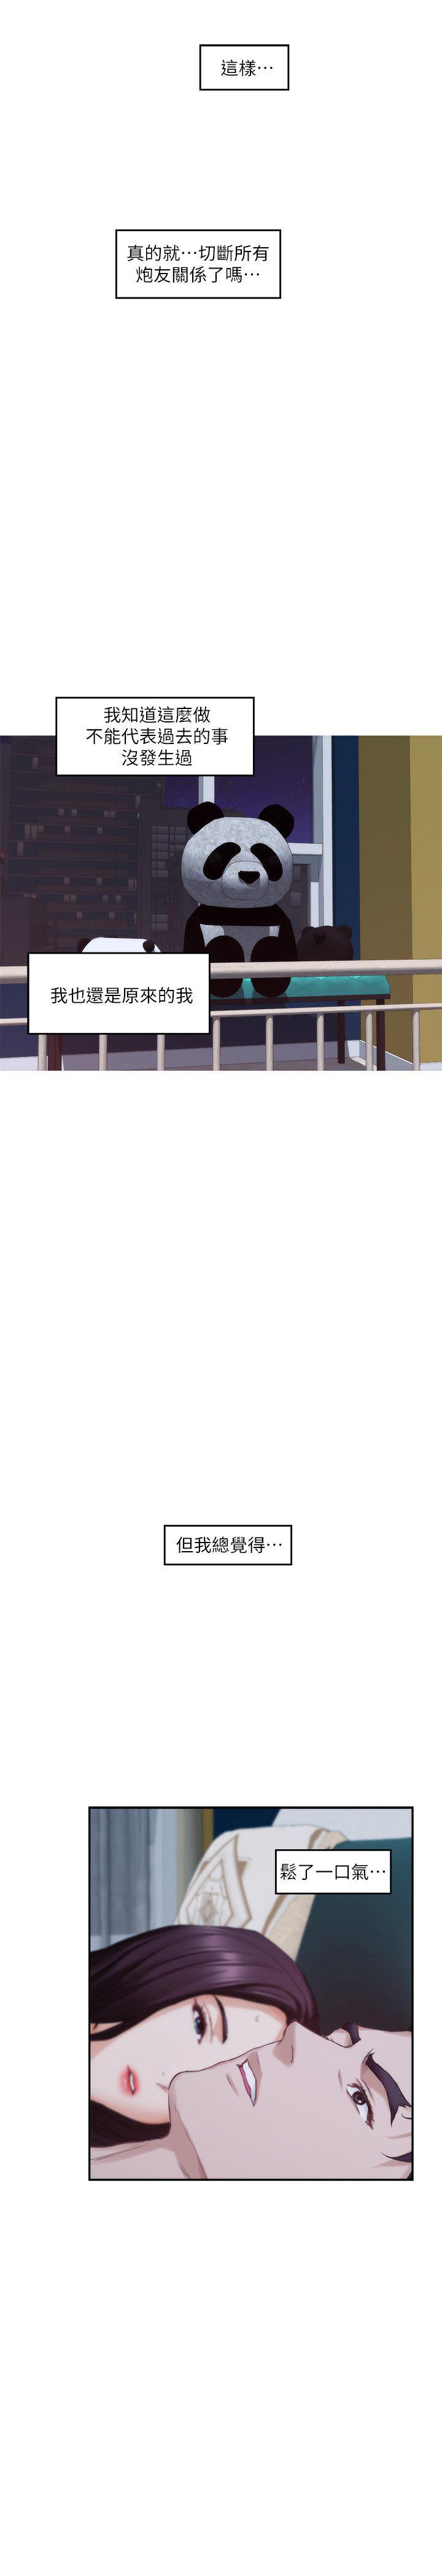 這樣⋯
真的就⋯切斷所有
炮友關係了嗎⋯
我知道這麼做
不能代表過去的事
沒發生過
我也還是原來的我
但我總覺得⋯
鬆了一口氣⋯